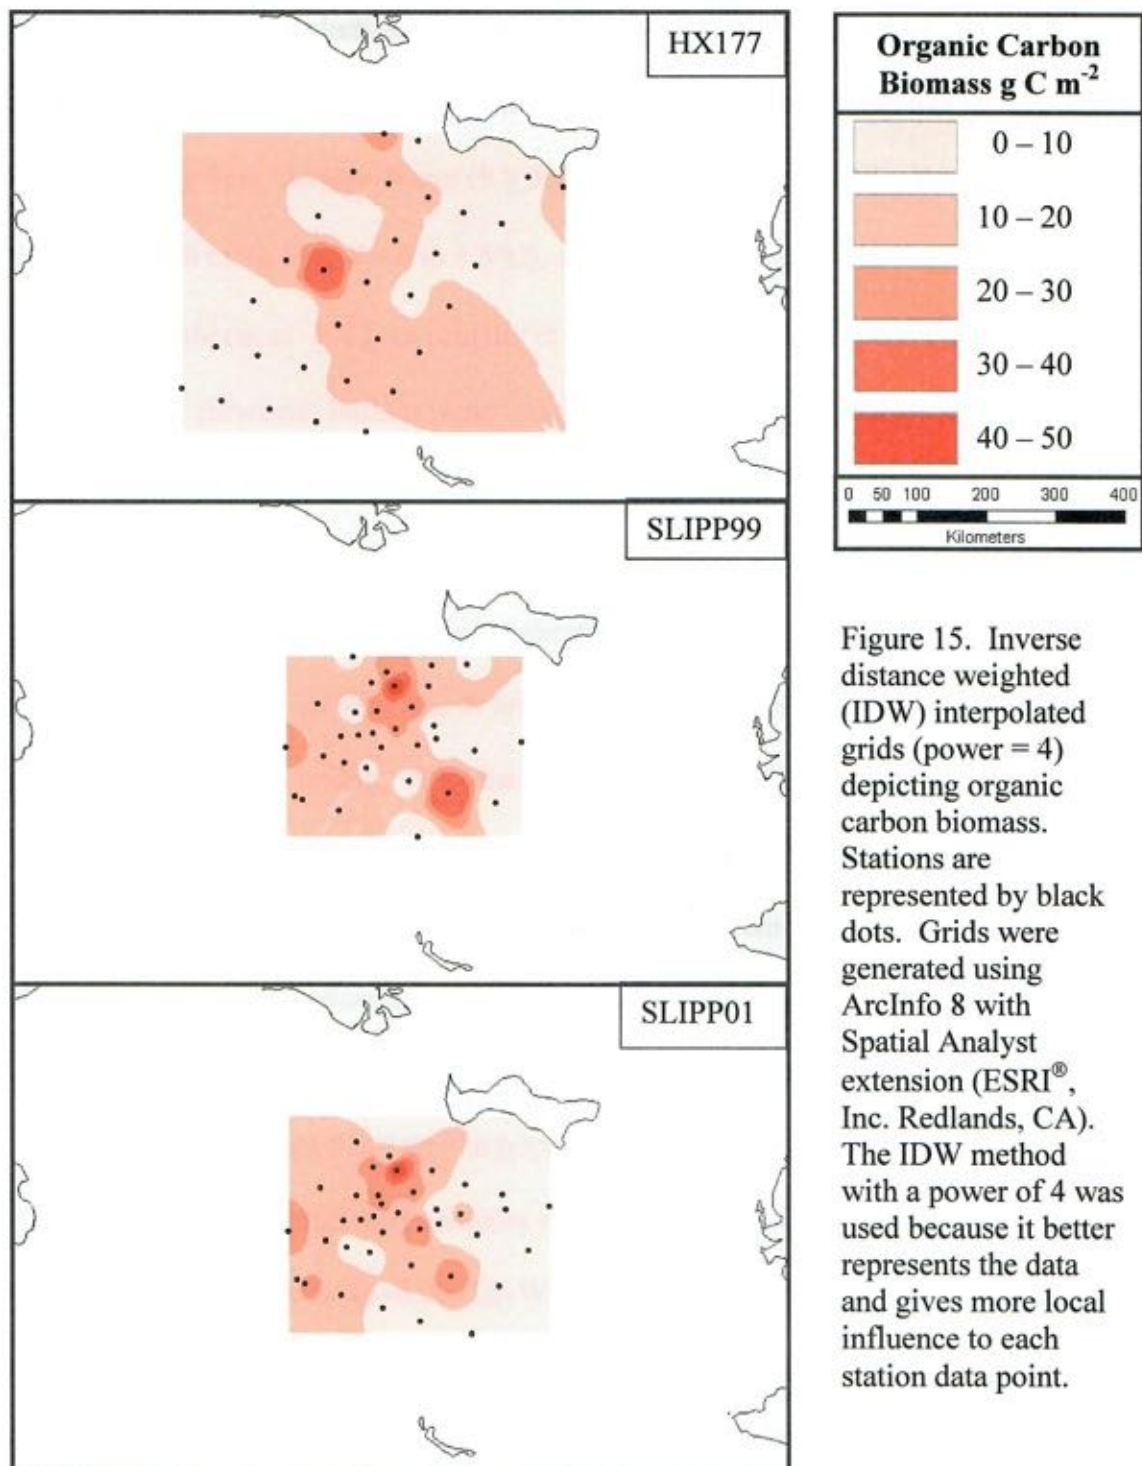 HX177
SLIPP99
SLIPP01
Organic Carbon
Biomass g C m⁻²
0 – 10
10 – 20
20 – 30
30 – 40
40 – 50
0 50 100 200 300 400
Kilometers
Figure 15. Inverse
distance weighted
(IDW) interpolated
grids (power = 4)
depicting organic
carbon biomass.
Stations are
represented by black
dots. Grids were
generated using
ArcInfo 8 with
Spatial Analyst
extension (ESRI®,
Inc. Redlands, CA).
The IDW method
with a power of 4 was
used because it better
represents the data
and gives more local
influence to each
station data point.